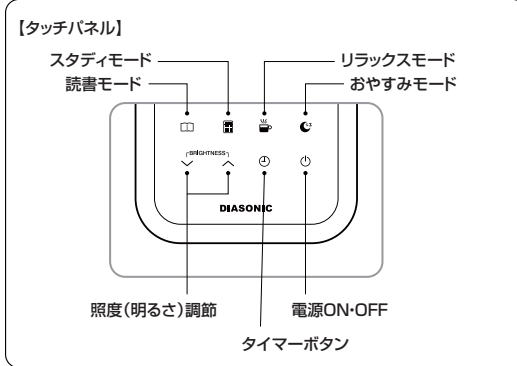 【タッチパネル】
スタディモード
リラックスモード
読書モード
おやすみモード
BRIGHTNESS
DIASONIC
照度(明るさ)調節
電源ON・OFF
タイマーボタン